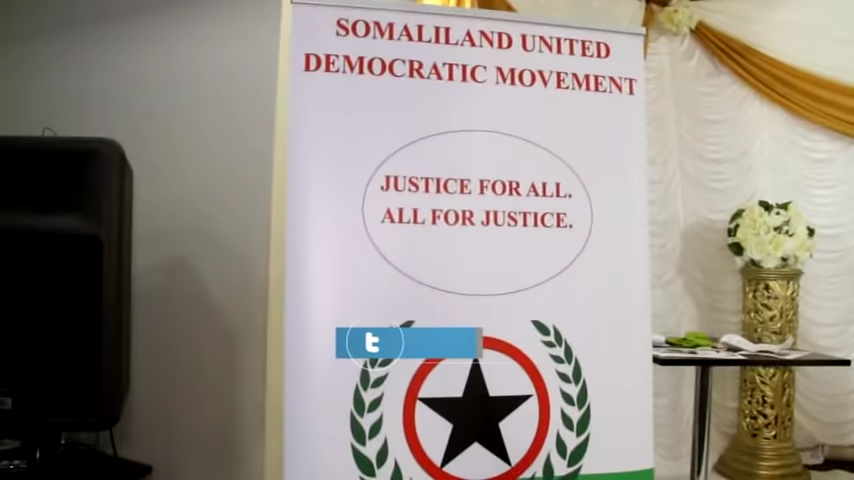 SOMALILAND UNITED
DEMOCRATIC MOVEMENT
JUSTICE FOR ALL.
ALL FOR JUSTICE.